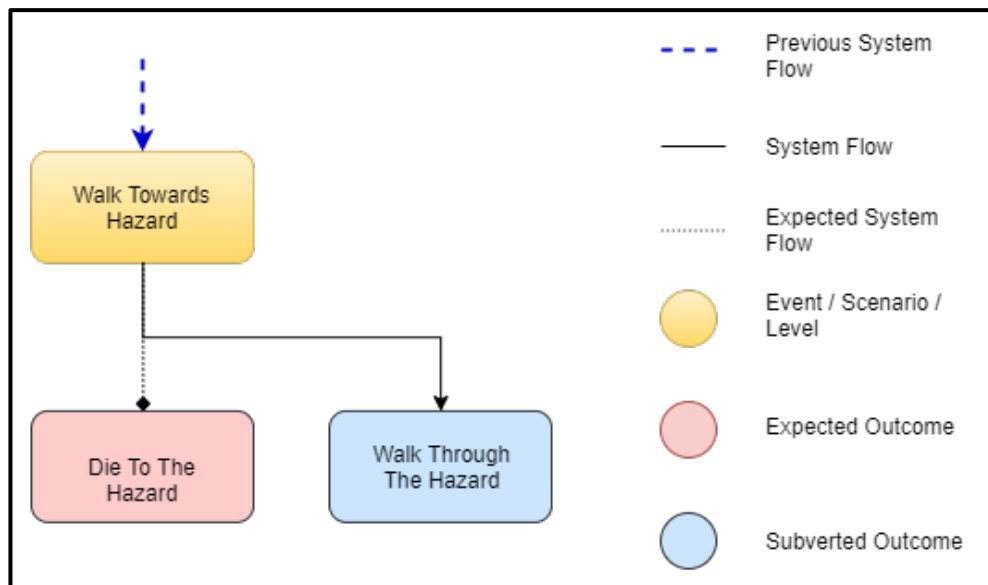 Walk Towards
Hazard
Die To The
Hazard
Walk Through
The Hazard
Previous System
Flow
System Flow
Expected System
Flow
Event / Scenario /
Level
Expected Outcome
Subverted Outcome